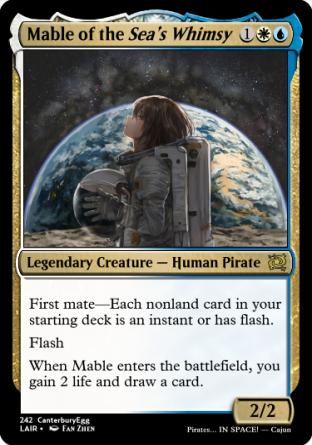 Mable of the Sea's Whimsy 1
Legendary Creature — Human Pirate
First mate—Each nonland card in your
starting deck is an instant or has flash.
Flash
When Mable enters the battlefield, you
gain 2 life and draw a card.
2/2
242 CanterburyEgg
LAIR • Fan Zhen
Pirates... IN SPACE! — Cajun